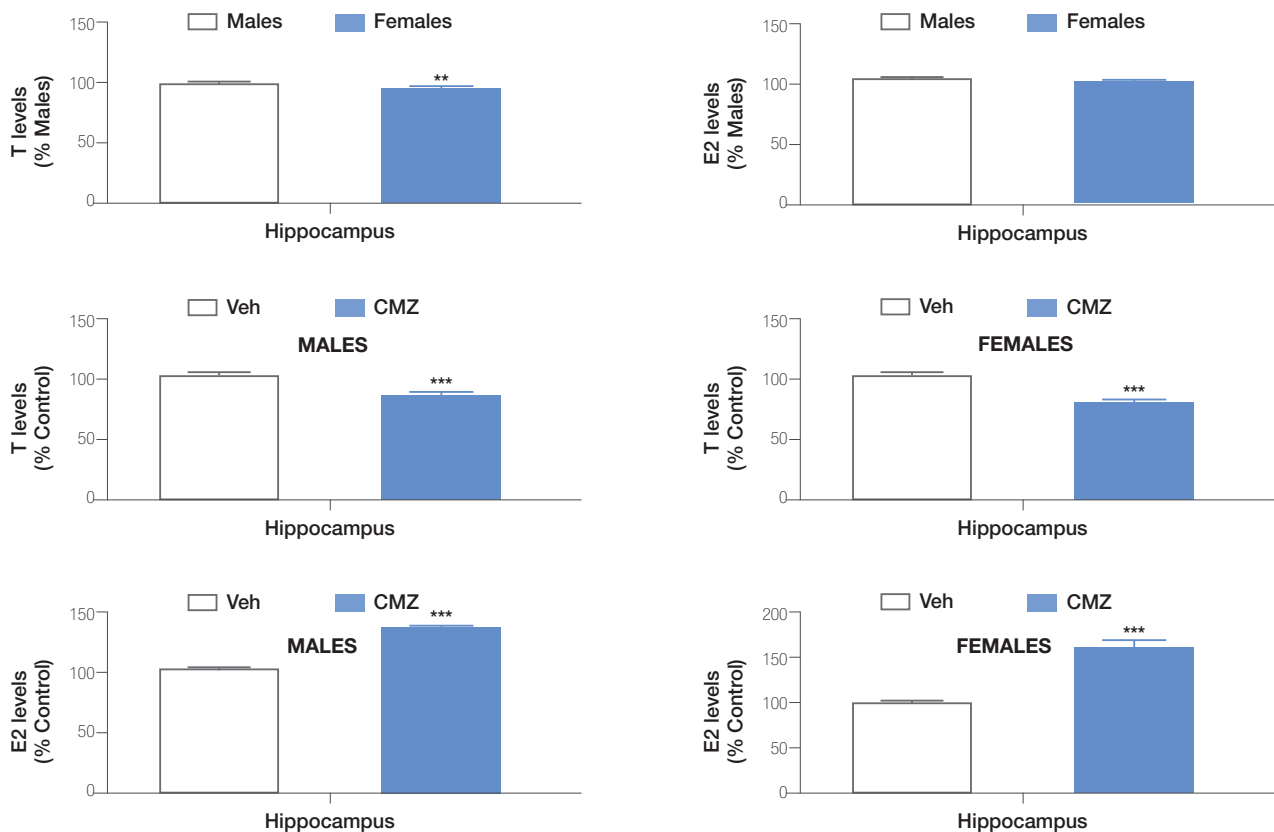 Males Females
150
100
50
0
T levels
(% Males)
**
Hippocampus
Males Females
150
100
50
0
E2 levels
(% Males)
Hippocampus
Veh CMZ
150
100
50
0
T levels
(% Control)
MALES
***
Hippocampus
Veh CMZ
150
100
50
0
T levels
(% Control)
FEMALES
***
Hippocampus
Veh CMZ
150
100
50
0
E2 levels
(% Control)
MALES
***
Hippocampus
Veh CMZ
200
150
100
50
0
E2 levels
(% Control)
FEMALES
***
Hippocampus